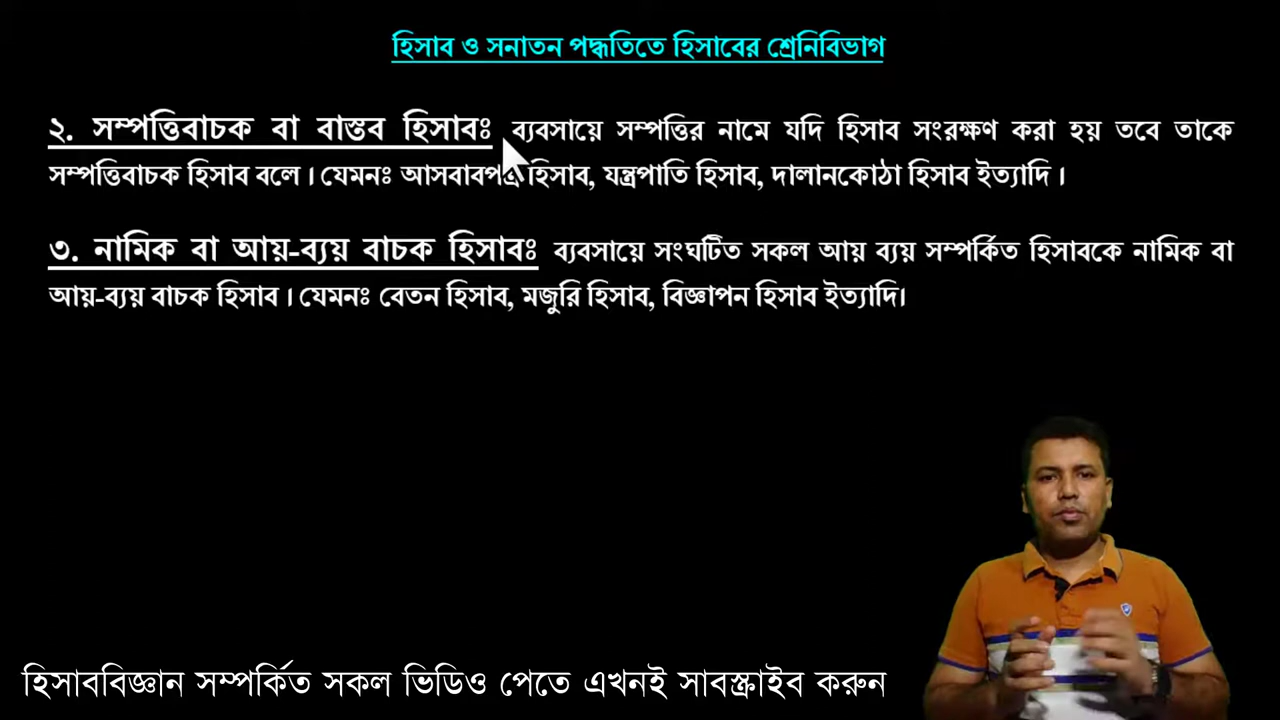 হিসাব ও সনাতন পদ্ধতিতে হিসাবের শ্রেনিবিভাগ
২. সম্পত্তিবাচক বা বাস্তব হিসাবঃ ব্যবসায়ে সম্পত্তির নামে যদি হিসাব সংরক্ষণ করা হয় তবে তাকে
সম্পত্তিবাচক হিসাব বলে। যেমনঃ আসবাবপত্র হিসাব, যন্ত্রপাতি হিসাব, দালানকোঠা হিসাব ইত্যাদি।
৩. নামিক বা আয়-ব্যয় বাচক হিসাবঃ ব্যবসায়ে সংঘটিত সকল আয় ব্যয় সম্পর্কিত হিসাবকে নামিক বা
আয়-ব্যয় বাচক হিসাব। যেমনঃ বেতন হিসাব, মজুরি হিসাব, বিজ্ঞাপন হিসাব ইত্যাদি।
হিসাববিজ্ঞান সম্পর্কিত সকল ভিডিও পেতে এখনই সাবস্ক্রাইব করুন